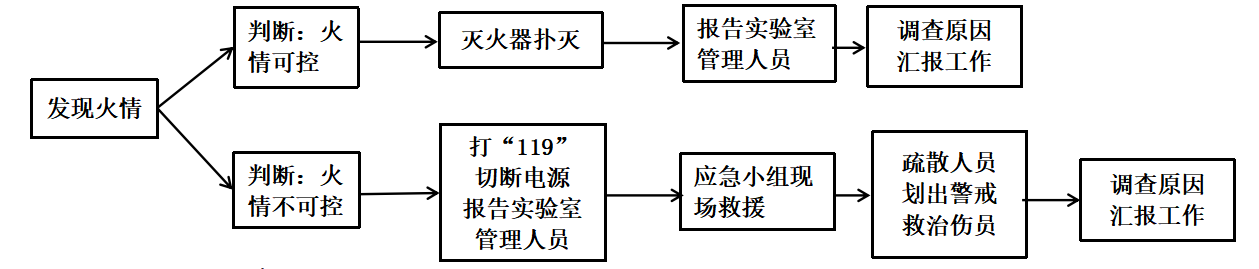 发现火情
判断：火
情可控
灭火器扑灭
报告实验室
管理人员
调查原因
汇报工作
判断：火
情不可控
打“119”
切断电源
报告实验室
管理人员
应急小组现
场救援
疏散人员
划出警戒
救治伤员
调查原因
汇报工作